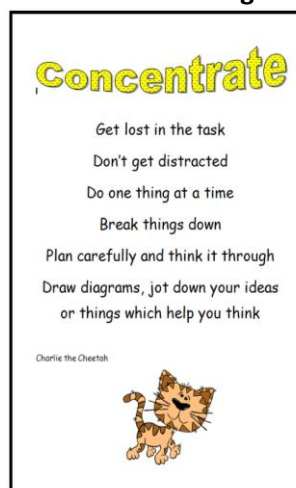 Concentrate
Get lost in the task
Don't get distracted
Do one thing at a time
Break things down
Plan carefully and think it through
Draw diagrams, jot down your ideas
or things which help you think
Charlie the Cheetah